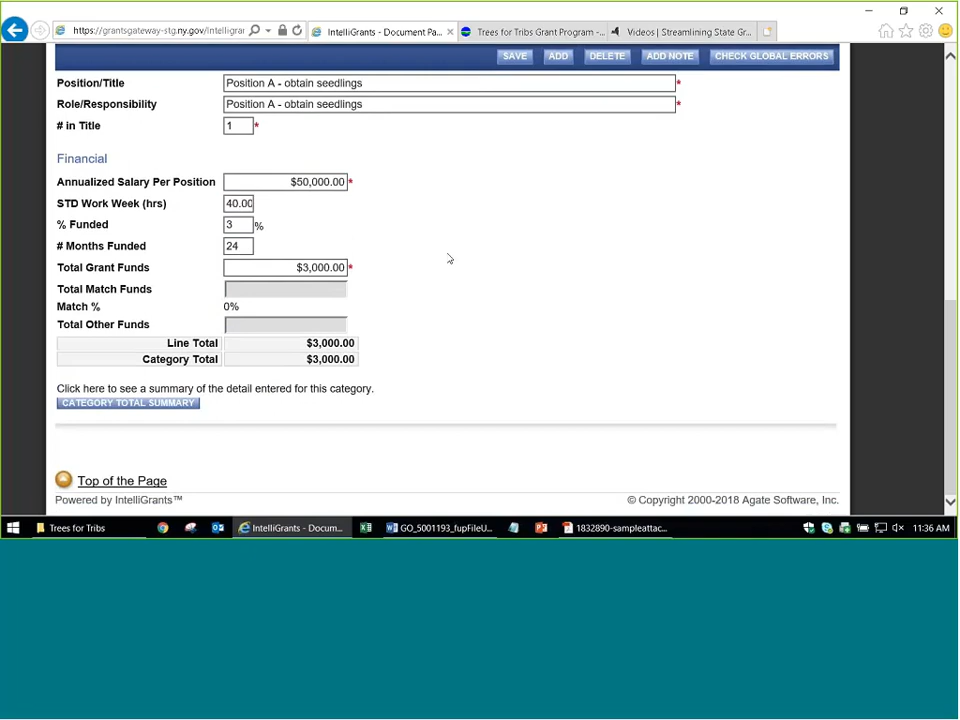 https://grantsgateway-stg.ny.gov/intelligrar
IntelliGrants - Document Pa...
Trees for Tribs Grant Program -...
Videos | Streamlining State Gr...
SAVE ADD DELETE ADD NOTE CHECK GLOBAL ERRORS
Position/Title Position A - obtain seedlings *
Role/Responsibility Position A - obtain seedlings *
# in Title 1 *
Financial
Annualized Salary Per Position $50,000.00 *
STD Work Week (hrs) 40.00
% Funded 3 %
# Months Funded 24
Total Grant Funds $3,000.00 *
Total Match Funds
Match % 0%
Total Other Funds
Line Total $3,000.00
Category Total $3,000.00
Click here to see a summary of the detail entered for this category.
CATEGORY TOTAL SUMMARY
Top of the Page
Powered by IntelliGrants™ © Copyright 2000-2018 Agate Software, Inc.
Trees for Tribs IntelliGrants - Docum... GO_5001193_fupFileU... 1832890-sampleattac... 11:36 AM